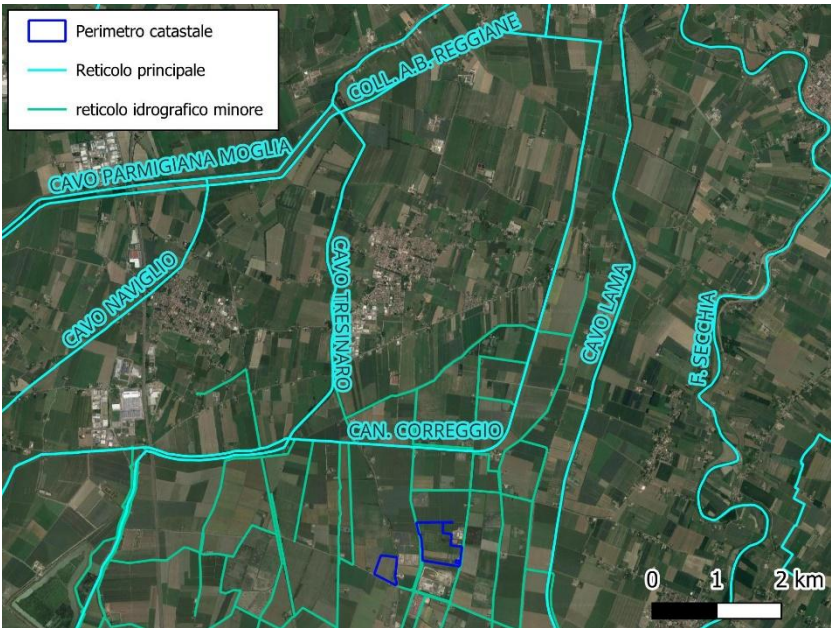 Perimetro catastale
Reticolo principale
reticolo idrografico minore
COLL. A.B. REGGIANE
CAVO PARMIGIANA MOGLIA
CAVO NAVIGLIO
CAVO TRESINARO
CAVO LAMA
F. SECCHIA
CAN. CORREGGIO
0 1 2 km